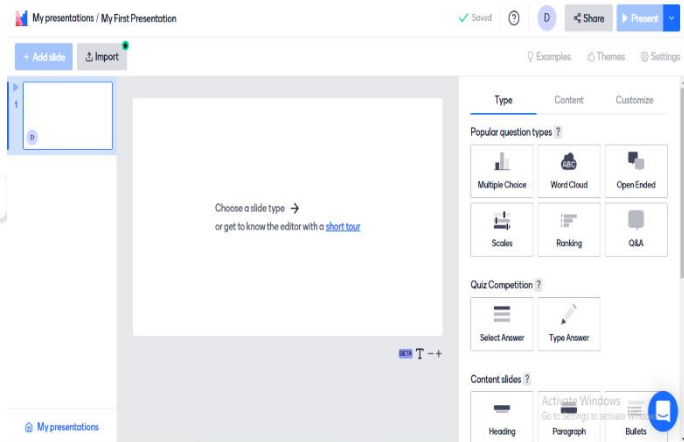 My presentations / My First Presentation
Saved
?
D
Share
Present
+ Add slide
Import
Examples
Themes
Settings
1
D
Choose a slide type →
or get to know the editor with a short tour
BETA T − +
My presentations
Type Content Customize
Popular question types ?
Multiple Choice
ABC
Word Cloud
Open Ended
Scales
Ranking
Q&A
Quiz Competition ?
Select Answer
Type Answer
Content slides ?
Heading
Paragraph
Bullets
Activate Windows
Go to Settings to activate Windows.